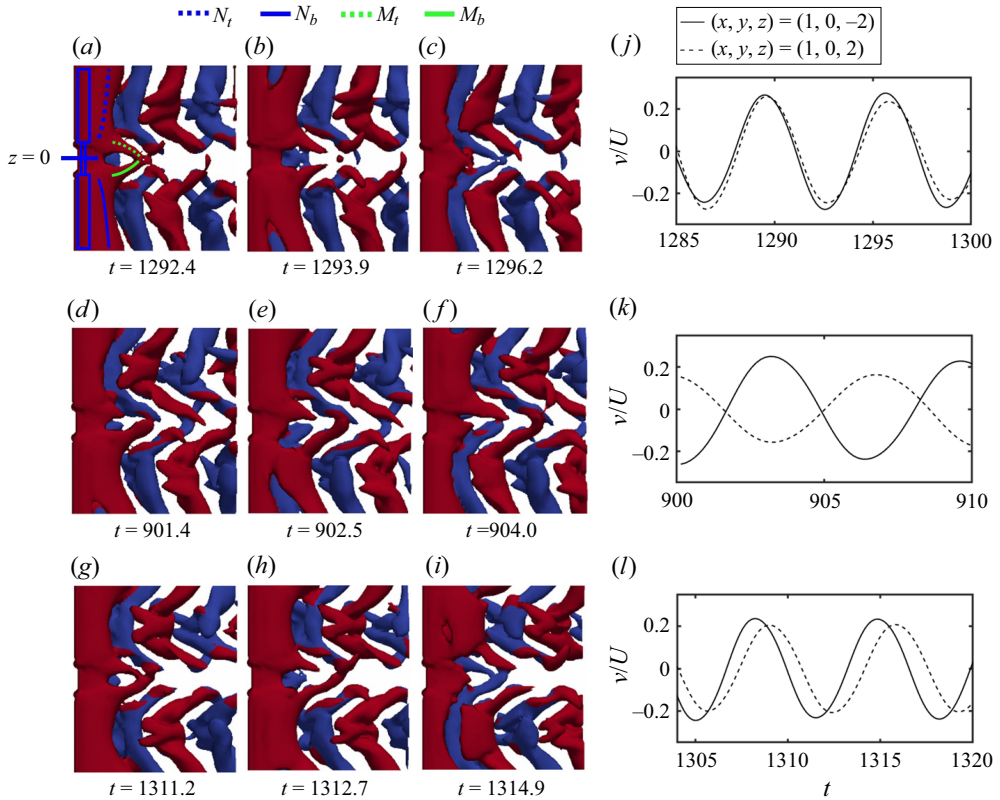 N_t N_b M_t M_b
(x, y, z) = (1, 0, –2)
(x, y, z) = (1, 0, 2)
(a) (b) (c) (j)
z = 0
t = 1292.4 t = 1293.9 t = 1296.2
v/U
0.2
0
–0.2
1285 1290 1295 1300
(d) (e) (f) (k)
t = 901.4 t = 902.5 t =904.0
v/U
0.2
0
–0.2
900 905 910
(g) (h) (i) (l)
t = 1311.2 t = 1312.7 t = 1314.9
v/U
0.2
0
–0.2
1305 1310 1315 1320
t